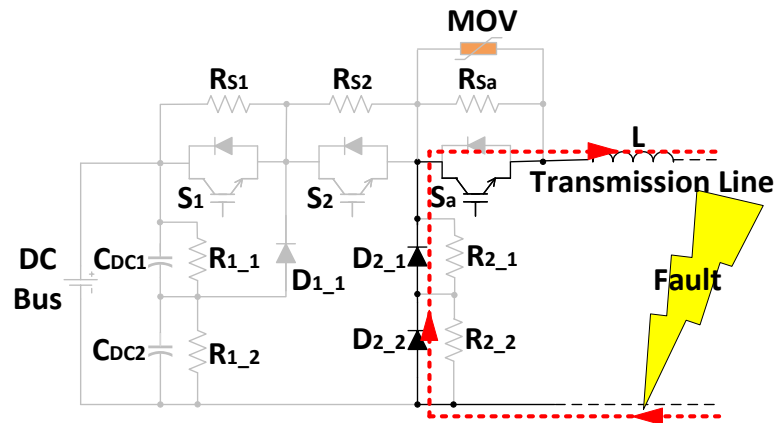 MOV
RS1
RS2
RSa
L
S1
S2
Sa
Transmission Line
DC
Bus
CDC1
R1_1
D1_1
D2_1
R2_1
Fault
CDC2
R1_2
D2_2
R2_2
+
-